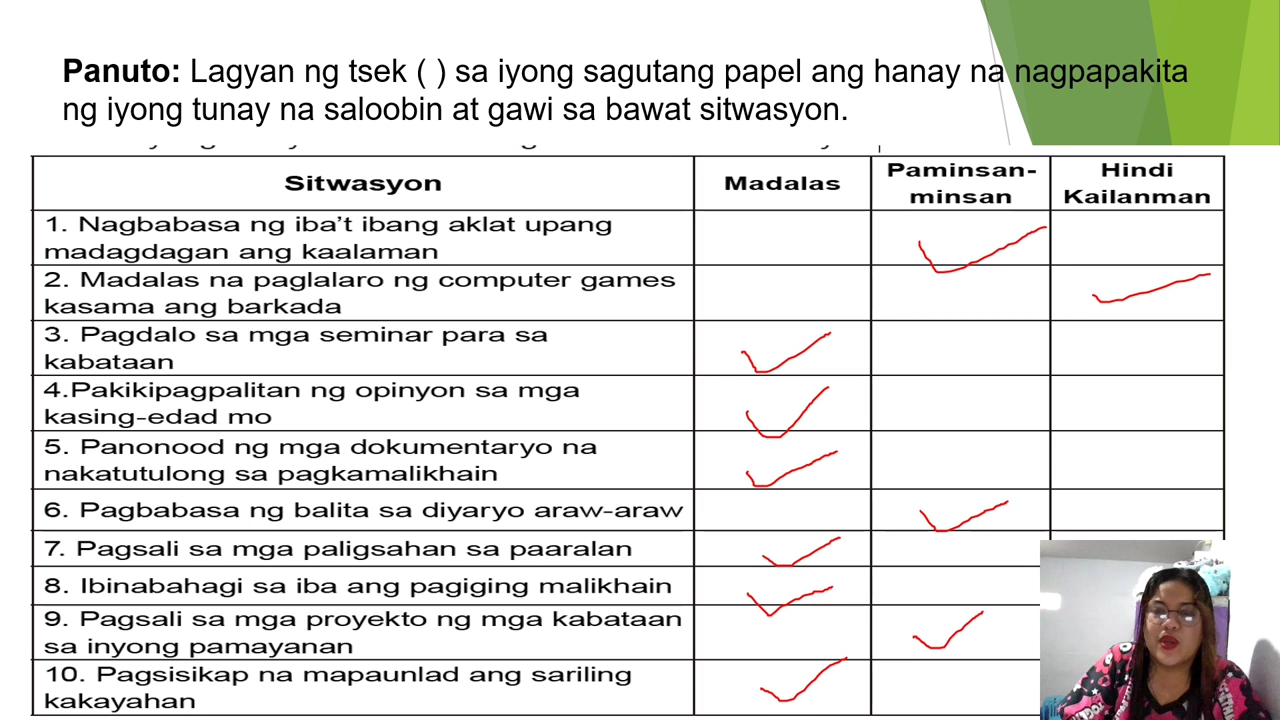 Panuto: Lagyan ng tsek ( ) sa iyong sagutang papel ang hanay na nagpapakita
ng iyong tunay na saloobin at gawi sa bawat sitwasyon.
Sitwasyon
Madalas
Paminsan-
minsan
Hindi
Kailanman
1. Nagbabasa ng iba’t ibang aklat upang
madagdagan ang kaalaman
2. Madalas na paglalaro ng computer games
kasama ang barkada
3. Pagdalo sa mga seminar para sa
kabataan
4.Pakikipagpalitan ng opinyon sa mga
kasing-edad mo
5. Panonood ng mga dokumentaryo na
nakatutulong sa pagkamalikhain
6. Pagbabasa ng balita sa diyaryo araw-araw
7. Pagsali sa mga paligsahan sa paaralan
8. Ibinabahagi sa iba ang pagiging malikhain
9. Pagsali sa mga proyekto ng mga kabataan
sa inyong pamayanan
10. Pagsisikap na mapaunlad ang sariling
kakayahan